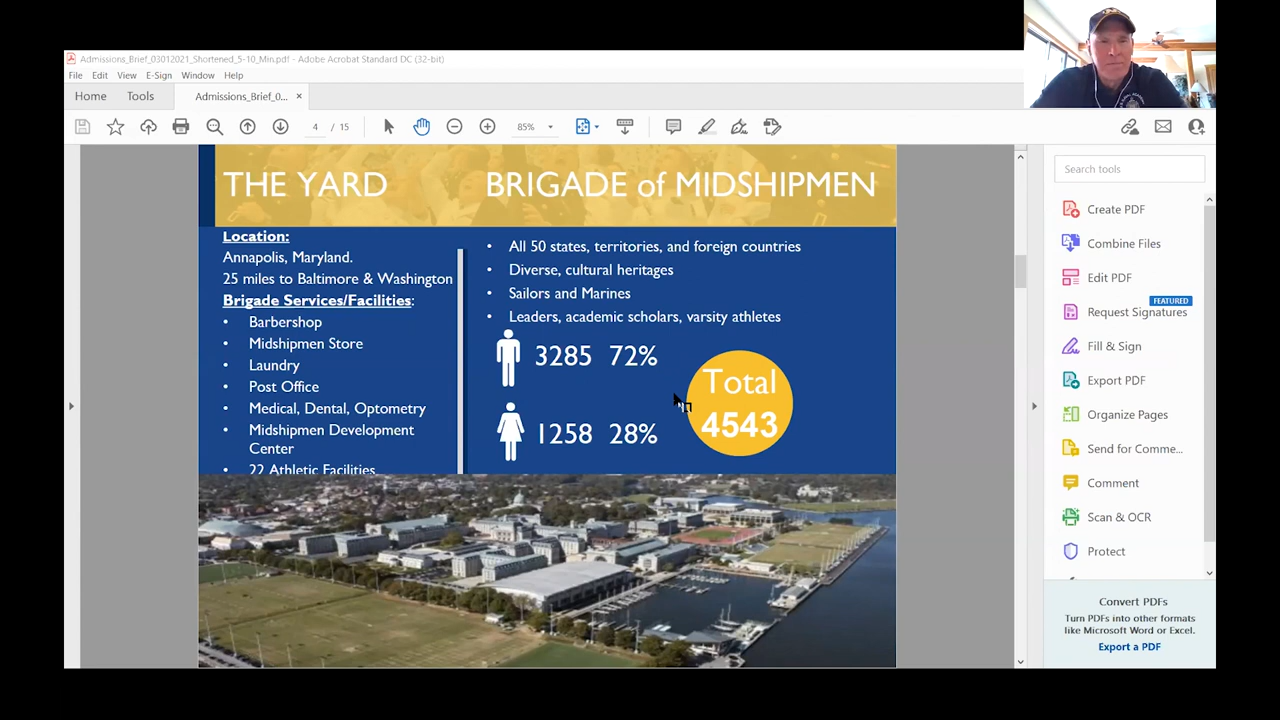 Admissions_Brief_03012021_Shortened_5-10_Min.pdf - Adobe Acrobat Standard DC (32-bit)
File Edit View E-Sign Window Help
Home Tools Admissions_Brief_0... ×
4 / 15 85%
Search tools
Create PDF
Combine Files
Edit PDF
FEATURED
Request Signatures
Fill & Sign
Export PDF
Organize Pages
Send for Comme...
Comment
Scan & OCR
Protect
Convert PDFs
Turn PDFs into other formats
like Microsoft Word or Excel.
Export a PDF
THE YARD
Location:
Annapolis, Maryland.
25 miles to Baltimore & Washington
Brigade Services/Facilities:
• Barbershop
• Midshipmen Store
• Laundry
• Post Office
• Medical, Dental, Optometry
• Midshipmen Development
Center
• 22 Athletic Facilities
BRIGADE of MIDSHIPMEN
• All 50 states, territories, and foreign countries
• Diverse, cultural heritages
• Sailors and Marines
• Leaders, academic scholars, varsity athletes
3285 72%
1258 28%
Total
4543